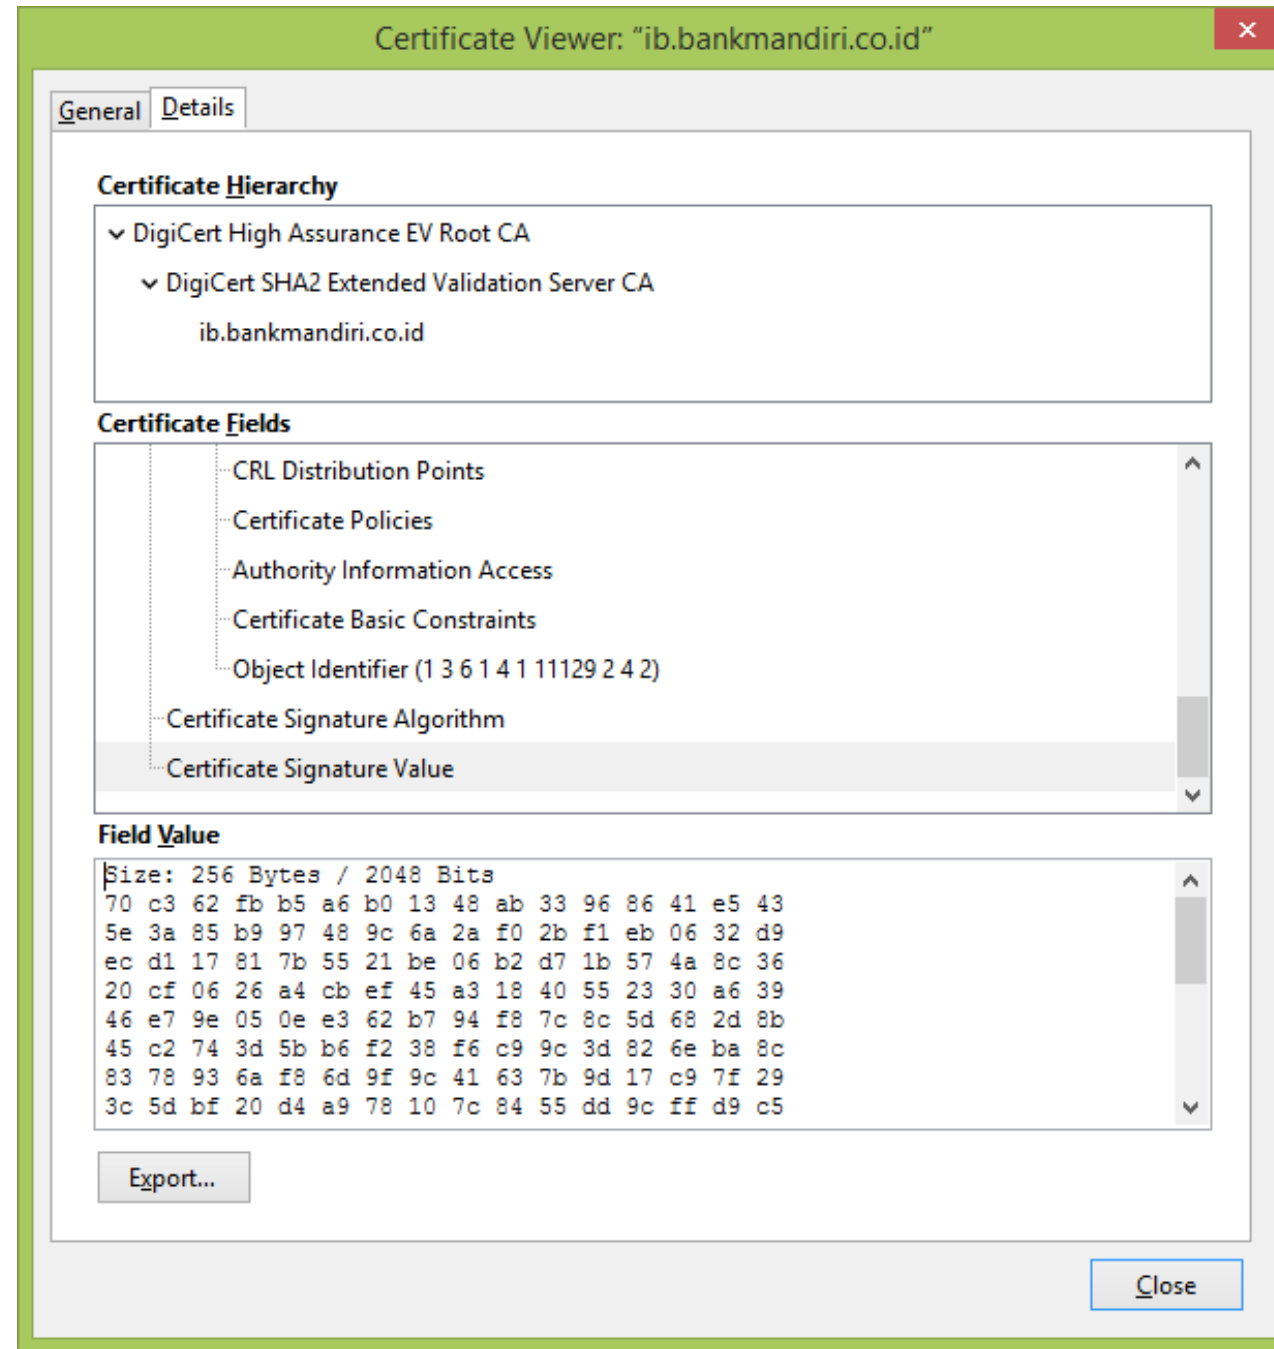 Certificate Viewer: “ib.bankmandiri.co.id”
General Details
Certificate Hierarchy
DigiCert High Assurance EV Root CA
DigiCert SHA2 Extended Validation Server CA
ib.bankmandiri.co.id
Certificate Fields
CRL Distribution Points
Certificate Policies
Authority Information Access
Certificate Basic Constraints
Object Identifier (1 3 6 1 4 1 11129 2 4 2)
Certificate Signature Algorithm
Certificate Signature Value
Field Value
Size: 256 Bytes / 2048 Bits
70 c3 62 fb b5 a6 b0 13 48 ab 33 96 86 41 e5 43
5e 3a 85 b9 97 48 9c 6a 2a f0 2b f1 eb 06 32 d9
ec d1 17 81 7b 55 21 be 06 b2 d7 1b 57 4a 8c 36
20 cf 06 26 a4 cb ef 45 a3 18 40 55 23 30 a6 39
46 e7 9e 05 0e e3 62 b7 94 f8 7c 8c 5d 68 2d 8b
45 c2 74 3d 5b b6 f2 38 f6 c9 9c 3d 82 6e ba 8c
83 78 93 6a f8 6d 9f 9c 41 63 7b 9d 17 c9 7f 29
3c 5d bf 20 d4 a9 78 10 7c 84 55 dd 9c ff d9 c5
Export...
Close